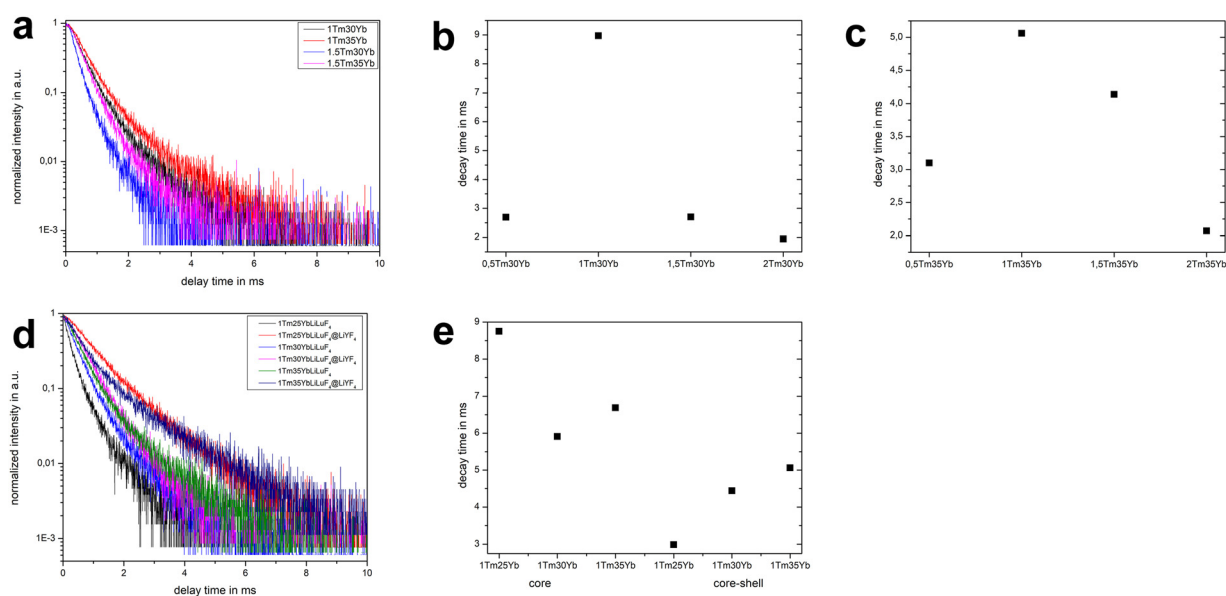 a
normalized intensity in a.u.
1
0,1
0,01
1E-3
0
2
4
6
8
10
delay time in ms
1Tm30Yb
1Tm35Yb
1.5Tm30Yb
1.5Tm35Yb
b
decay time in ms
9
8
7
6
5
4
3
2
0,5Tm30Yb
1Tm30Yb
1,5Tm30Yb
2Tm30Yb
c
decay time in ms
5,0
4,5
4,0
3,5
3,0
2,5
2,0
0,5Tm35Yb
1Tm35Yb
1,5Tm35Yb
2Tm35Yb
d
normalized intensity in a.u.
1
0,1
0,01
1E-3
0
2
4
6
8
10
delay time in ms
1Tm25YbLiLuF4
1Tm25YbLiLuF4@LiYF4
1Tm30YbLiLuF4
1Tm30YbLiLuF4@LiYF4
1Tm35YbLiLuF4
1Tm35YbLiLuF4@LiYF4
e
decay time in ms
9
8
7
6
5
4
3
1Tm25Yb
1Tm30Yb
1Tm35Yb
1Tm25Yb
1Tm30Yb
1Tm35Yb
core
core-shell